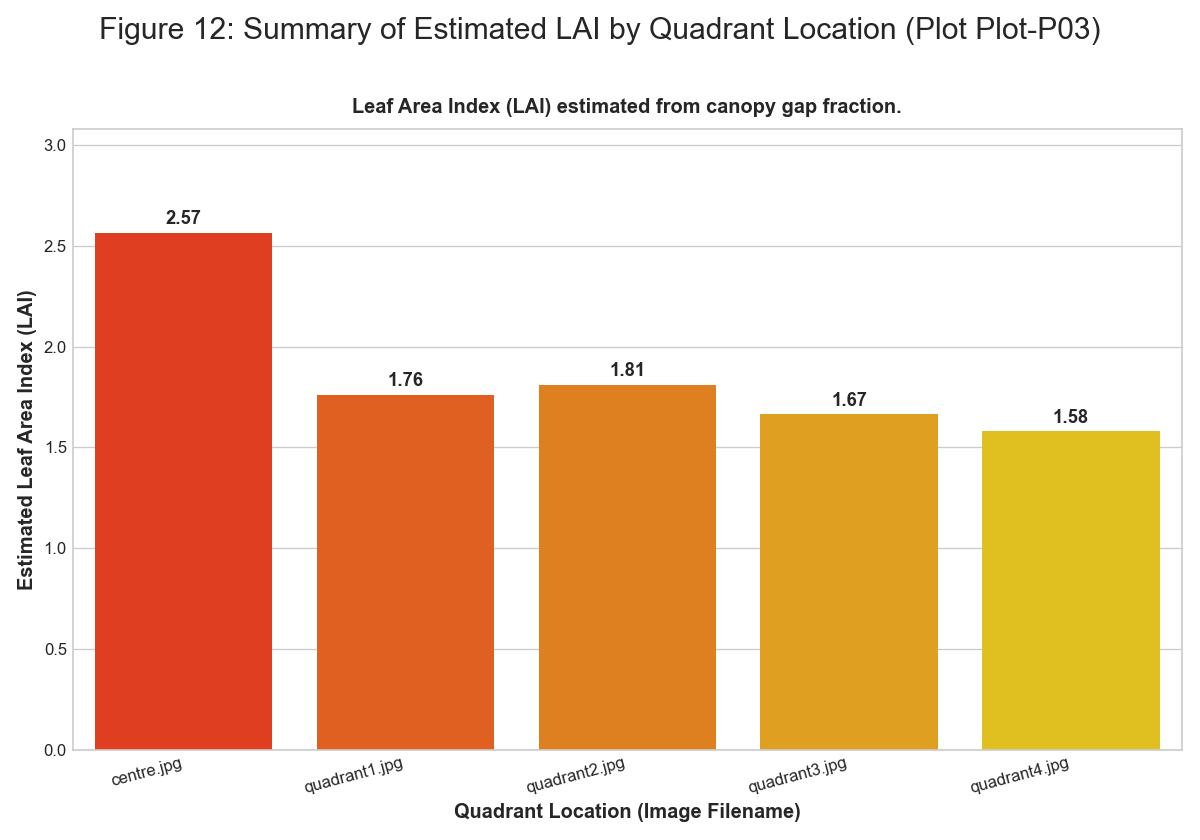 Figure 12: Summary of Estimated LAI by Quadrant Location (Plot Plot-P03)
Leaf Area Index (LAI) estimated from canopy gap fraction.
Estimated Leaf Area Index (LAI)
3.0
2.5
2.0
1.5
1.0
0.5
0.0
2.57
1.76
1.81
1.67
1.58
centre.jpg
quadrant1.jpg
quadrant2.jpg
quadrant3.jpg
quadrant4.jpg
Quadrant Location (Image Filename)